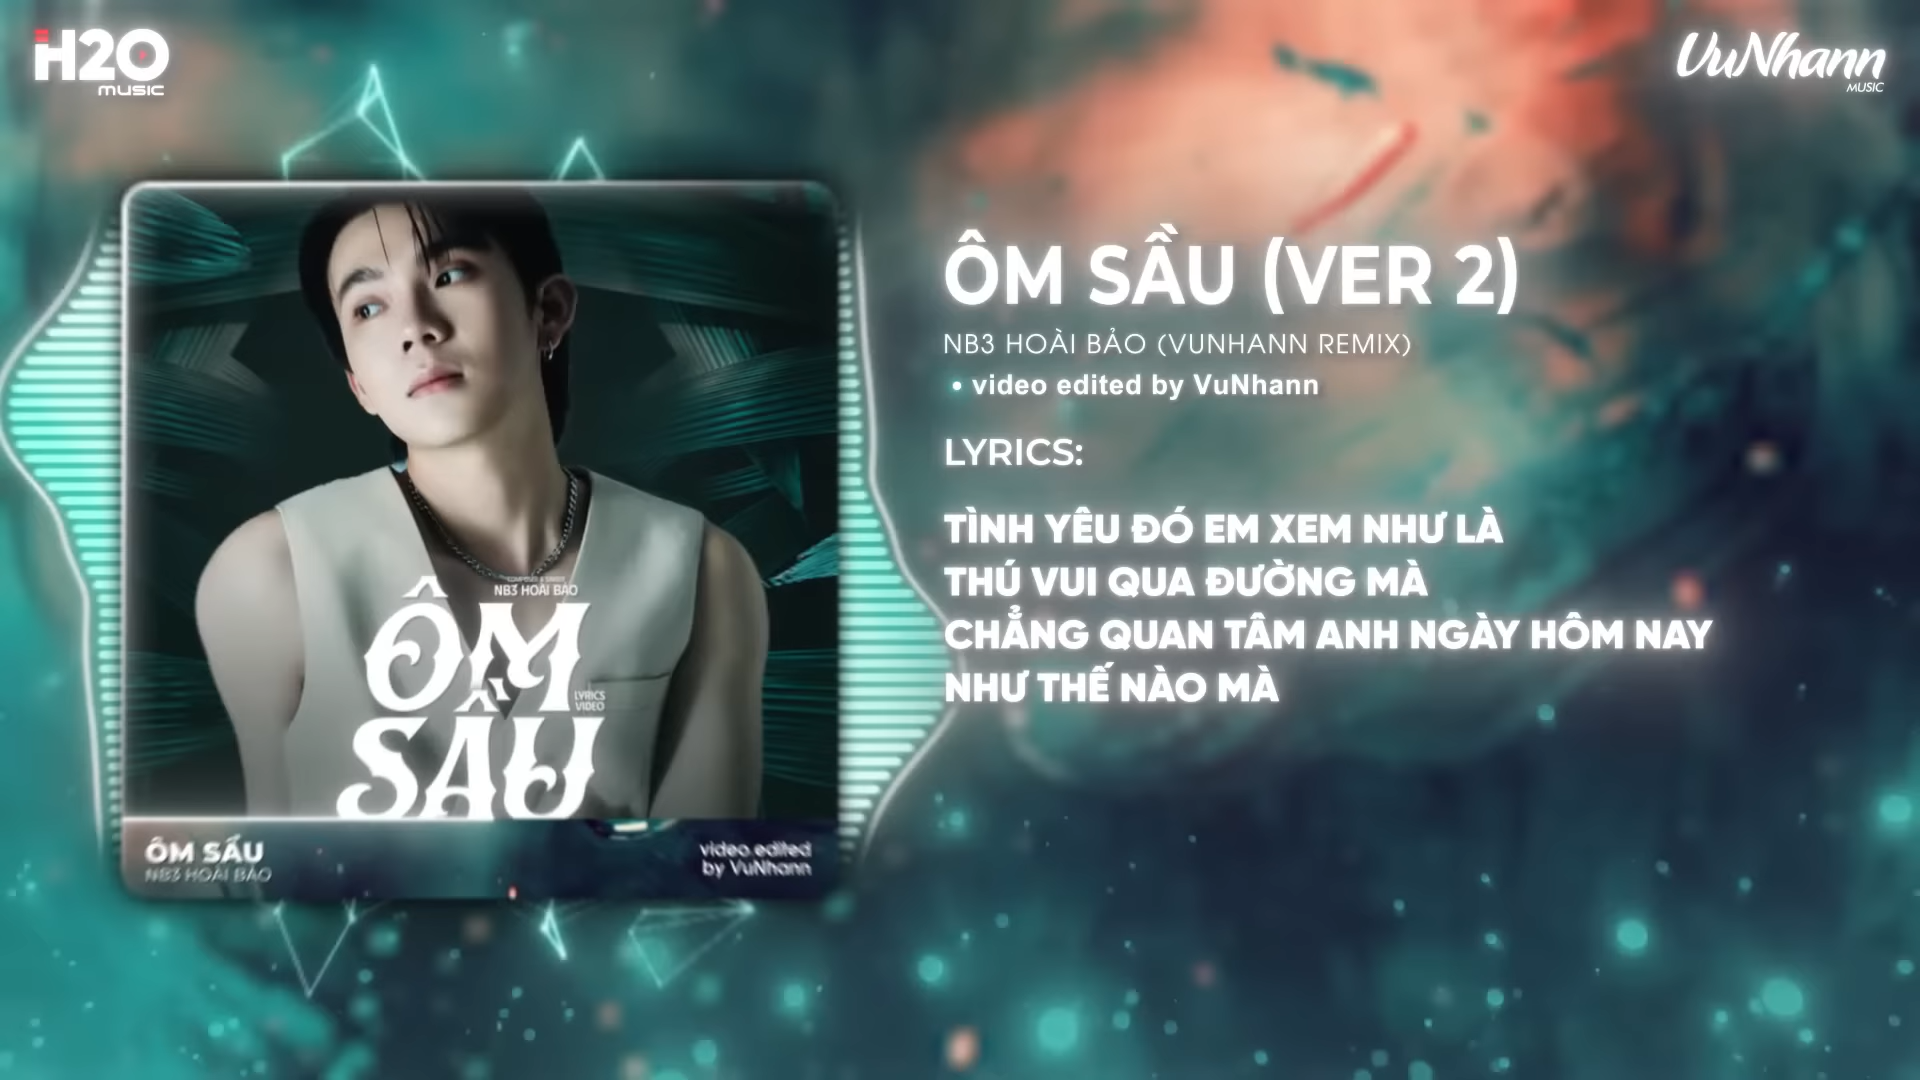 H2O
MUSIC
VuNhann
MUSIC
COMPOSER & SINGER
NB3 HOÀI BẢO
ÔM
SẦU
LYRICS
VIDEO
ÔM SẦU
NB3 HOÀI BẢO
video edited
by VuNhann
ÔM SẦU (VER 2)
NB3 HOÀI BẢO (VUNHANN REMIX)
• video edited by VuNhann
LYRICS:
TÌNH YÊU ĐÓ EM XEM NHƯ LÀ
THÚ VUI QUA ĐƯỜNG MÀ
CHẲNG QUAN TÂM ANH NGÀY HÔM NAY
NHƯ THẾ NÀO MÀ